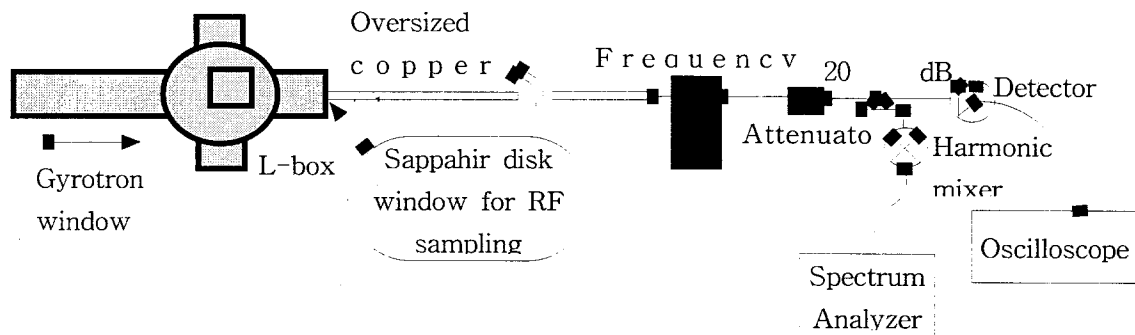 Oversized
copper
Frequency
20 dB
Detector
Attenuato
Harmonic
mixer
L-box
Sappahir disk
window for RF
sampling
Gyrotron
window
Oscilloscope
Spectrum
Analyzer